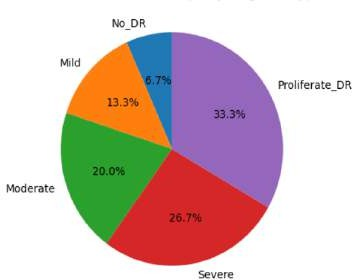 No_DR
6.7%
Mild
13.3%
Proliferate_DR
33.3%
20.0%
Moderate
26.7%
Severe